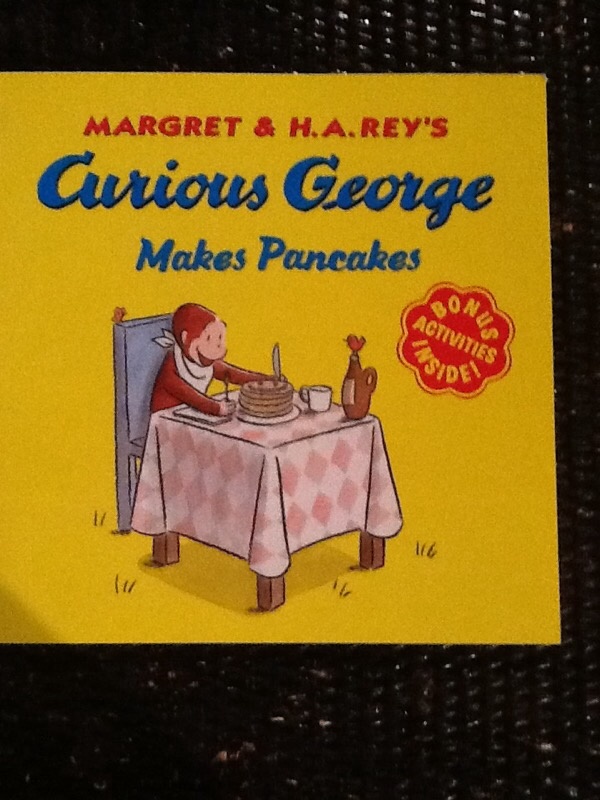 MARGRET & H.A. REY'S
Curious George
Makes Pancakes
BONUS
ACTIVITIES
INSIDE!